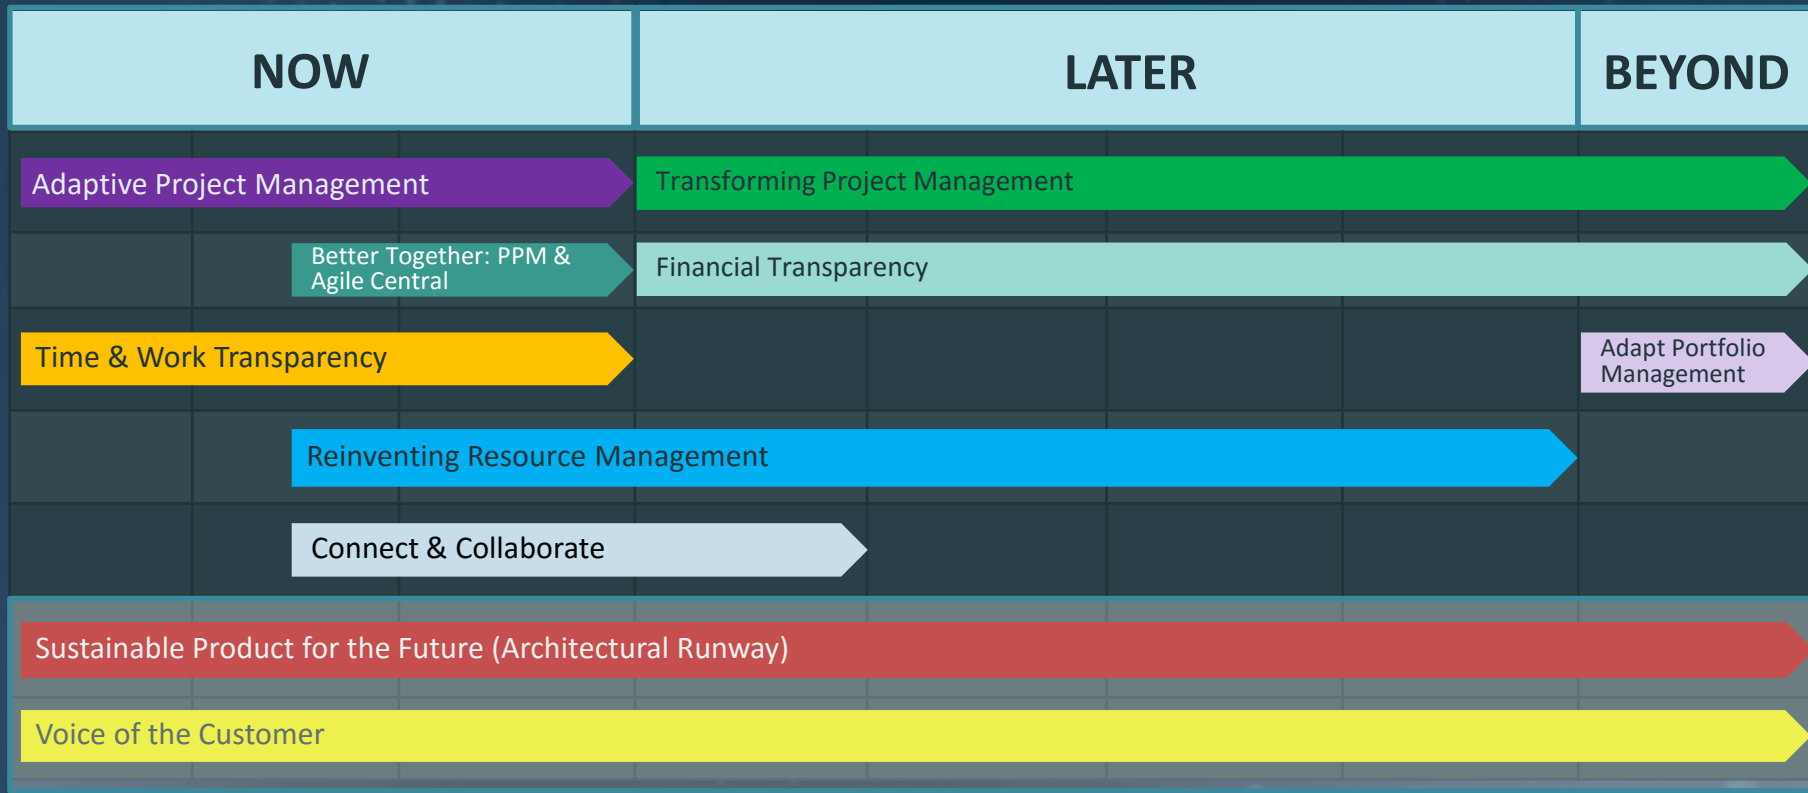 NOW
LATER
BEYOND
Adaptive Project Management
Transforming Project Management
Better Together: PPM &
Agile Central
Financial Transparency
Time & Work Transparency
Adapt Portfolio
Management
Reinventing Resource Management
Connect & Collaborate
Sustainable Product for the Future (Architectural Runway)
Voice of the Customer